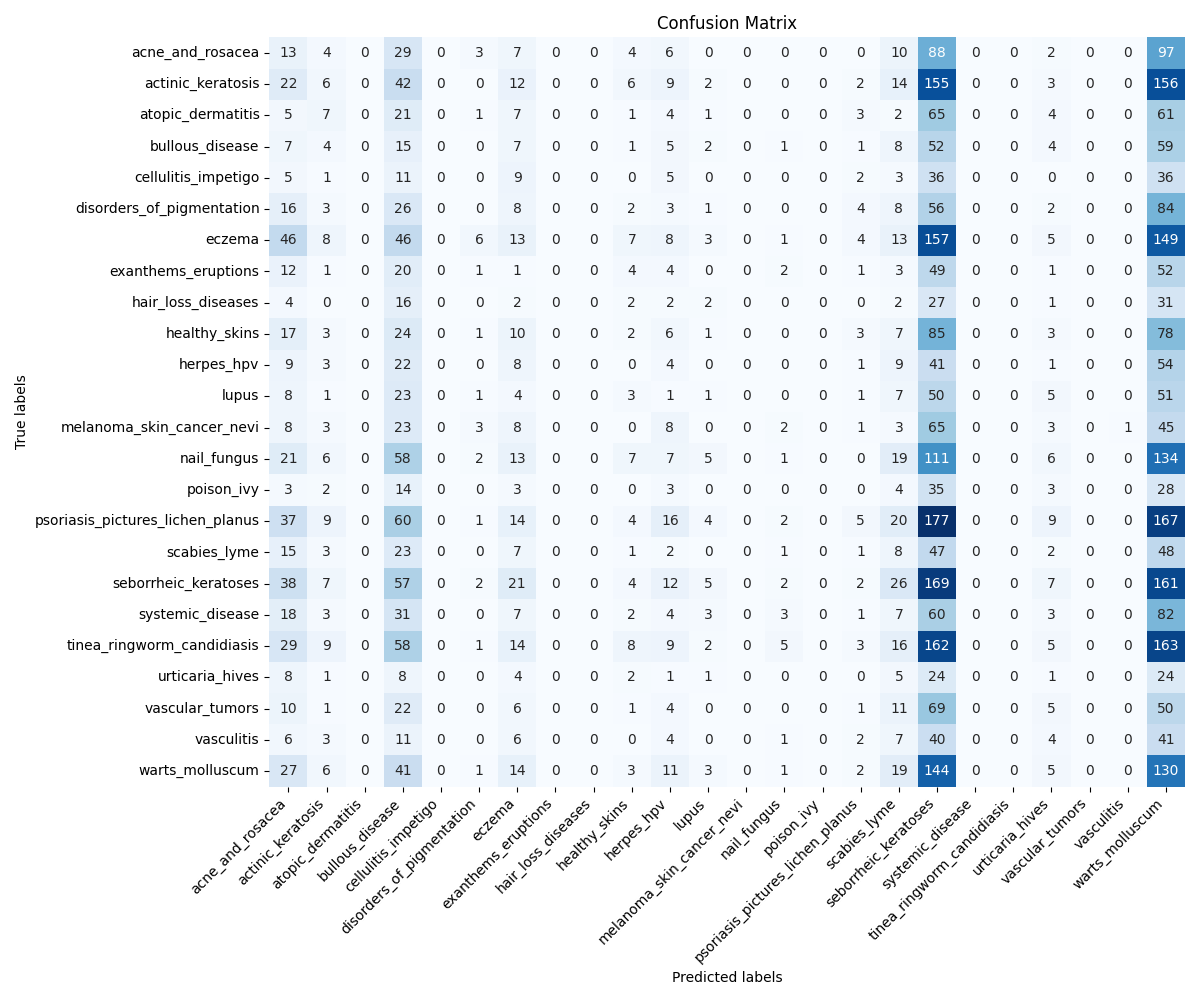 Confusion Matrix
acne_and_rosacea 13 4 0 29 0 3 7 0 0 4 6 0 0 0 0 0 10 88 0 0 2 0 0 97
actinic_keratosis 22 6 0 42 0 0 12 0 0 6 9 2 0 0 0 2 14 155 0 0 3 0 0 156
atopic_dermatitis 5 7 0 21 0 1 7 0 0 1 4 1 0 0 0 3 2 65 0 0 4 0 0 61
bullous_disease 7 4 0 15 0 0 7 0 0 1 5 2 0 1 0 1 8 52 0 0 4 0 0 59
cellulitis_impetigo 5 1 0 11 0 0 9 0 0 0 5 0 0 0 0 2 3 36 0 0 0 0 0 36
disorders_of_pigmentation 16 3 0 26 0 0 8 0 0 2 3 1 0 0 0 4 8 56 0 0 2 0 0 84
eczema 46 8 0 46 0 6 13 0 0 7 8 3 0 1 0 4 13 157 0 0 5 0 0 149
exanthems_eruptions 12 1 0 20 0 1 1 0 0 4 4 0 0 2 0 1 3 49 0 0 1 0 0 52
hair_loss_diseases 4 0 0 16 0 0 2 0 0 2 2 2 0 0 0 0 2 27 0 0 1 0 0 31
healthy_skins 17 3 0 24 0 1 10 0 0 2 6 1 0 0 0 3 7 85 0 0 3 0 0 78
herpes_hpv 9 3 0 22 0 0 8 0 0 0 4 0 0 0 0 1 9 41 0 0 1 0 0 54
lupus 8 1 0 23 0 1 4 0 0 3 1 1 0 0 0 1 7 50 0 0 5 0 0 51
melanoma_skin_cancer_nevi 8 3 0 23 0 3 8 0 0 0 8 0 0 2 0 1 3 65 0 0 3 0 1 45
nail_fungus 21 6 0 58 0 2 13 0 0 7 7 5 0 1 0 0 19 111 0 0 6 0 0 134
poison_ivy 3 2 0 14 0 0 3 0 0 0 3 0 0 0 0 0 4 35 0 0 3 0 0 28
psoriasis_pictures_lichen_planus 37 9 0 60 0 1 14 0 0 4 16 4 0 2 0 5 20 177 0 0 9 0 0 167
scabies_lyme 15 3 0 23 0 0 7 0 0 1 2 0 0 1 0 1 8 47 0 0 2 0 0 48
seborrheic_keratoses 38 7 0 57 0 2 21 0 0 4 12 5 0 2 0 2 26 169 0 0 7 0 0 161
systemic_disease 18 3 0 31 0 0 7 0 0 2 4 3 0 3 0 1 7 60 0 0 3 0 0 82
tinea_ringworm_candidiasis 29 9 0 58 0 1 14 0 0 8 9 2 0 5 0 3 16 162 0 0 5 0 0 163
urticaria_hives 8 1 0 8 0 0 4 0 0 2 1 1 0 0 0 0 5 24 0 0 1 0 0 24
vascular_tumors 10 1 0 22 0 0 6 0 0 1 4 0 0 0 0 1 11 69 0 0 5 0 0 50
vasculitis 6 3 0 11 0 0 6 0 0 0 4 0 0 1 0 2 7 40 0 0 4 0 0 41
warts_molluscum 27 6 0 41 0 1 14 0 0 3 11 3 0 1 0 2 19 144 0 0 5 0 0 130
True labels
acne_and_rosacea
actinic_keratosis
atopic_dermatitis
bullous_disease
cellulitis_impetigo
disorders_of_pigmentation
eczema
exanthems_eruptions
hair_loss_diseases
healthy_skins
herpes_hpv
lupus
melanoma_skin_cancer_nevi
nail_fungus
poison_ivy
psoriasis_pictures_lichen_planus
scabies_lyme
seborrheic_keratoses
systemic_disease
tinea_ringworm_candidiasis
urticaria_hives
vascular_tumors
vasculitis
warts_molluscum
Predicted labels